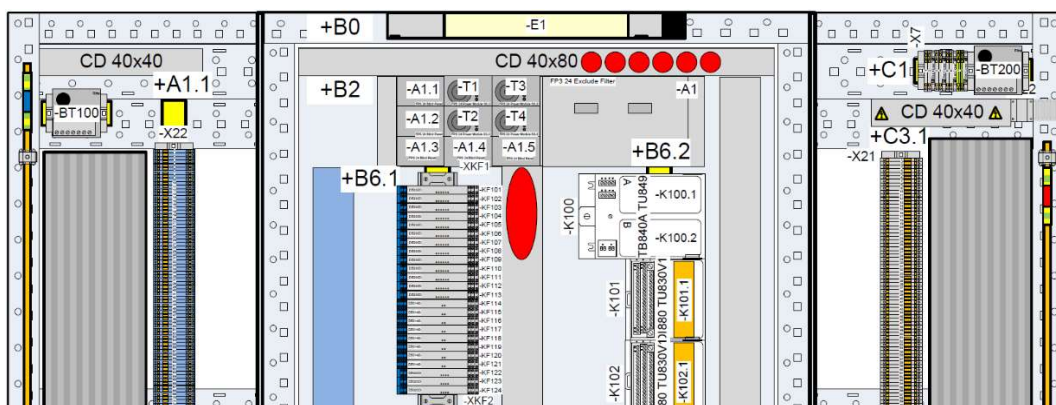 +B0
-E1
CD 40x40
+A1.1
-BT100
-X22
CD 40x80
+B2
-A1.1
-T1
-T3
FP3 24 Exclude Filter
-A1
-A1.2
-T2
-T4
-A1.3
-A1.4
-A1.5
-XKF1
+B6.1
+B6.2
-X7
+C1
-BT200
CD 40x40
+C3.1
-X21
-KF101
-KF102
-KF103
-KF104
-KF105
-KF106
-KF107
-KF108
-KF109
-KF110
-KF111
-KF112
-KF113
-KF114
-KF115
-KF116
-KF117
-KF118
-KF119
-KF120
-KF121
-KF122
-KF123
-KF124
-XKF2
-K100
A
B
TB840A TU849
-K100.1
-K100.2
-K101
DI880 TU830V1
-K101.1
-K102
TU830V1
-K102.1